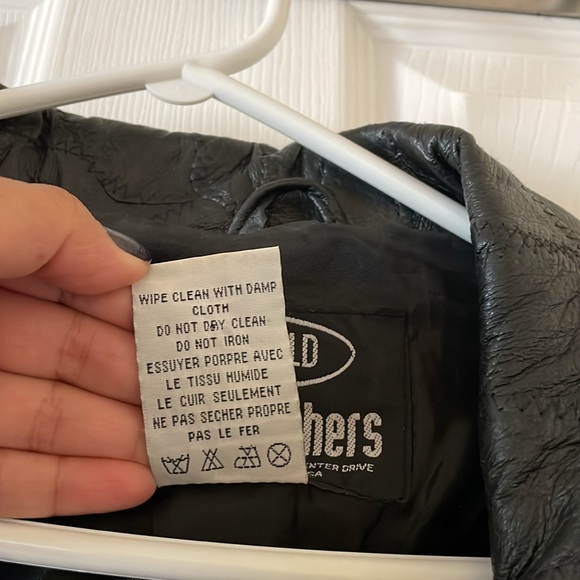 WIPE CLEAN WITH DAMP
CLOTH
DO NOT DRY CLEAN
DO NOT IRON
ESSUYER PORPRE AVEC
LE TISSU HUMIDE
LE CUIR SEULEMENT
NE PAS SECHER PROPRE
PAS LE FER
LD
hers
ENTER DRIVE
SA